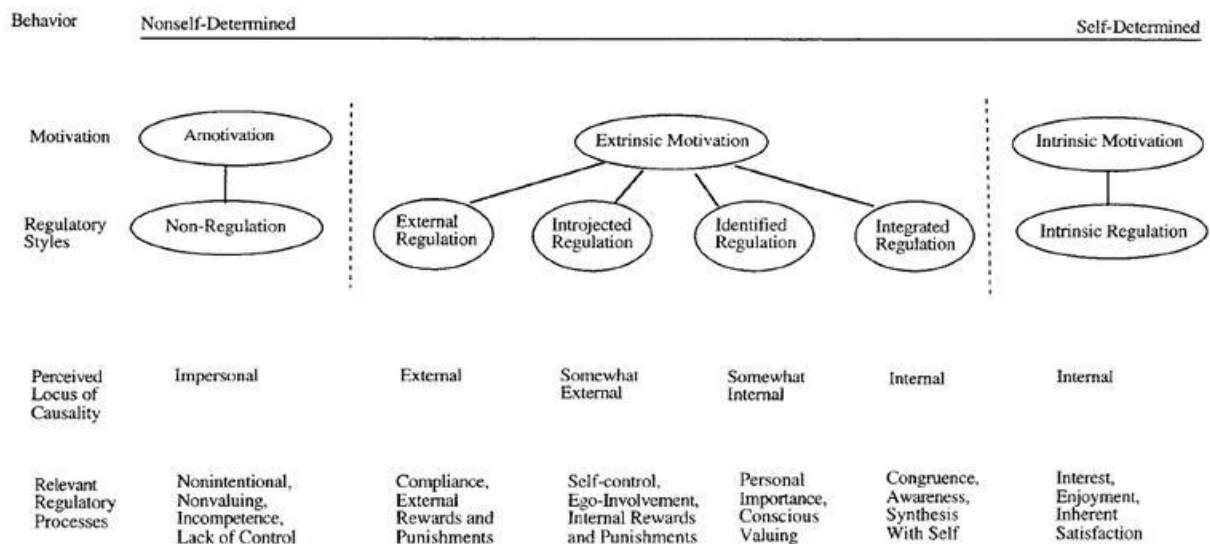 Behavior
Nonself-Determined
Self-Determined
Motivation
Amotivation
Extrinsic Motivation
Intrinsic Motivation
Regulatory
Styles
Non-Regulation
External
Regulation
Introjected
Regulation
Identified
Regulation
Integrated
Regulation
Intrinsic Regulation
Perceived
Locus of
Causality
Impersonal
External
Somewhat
External
Somewhat
Internal
Internal
Internal
Relevant
Regulatory
Processes
Nonintentional,
Nonvaluing,
Incompetence,
Lack of Control
Compliance,
External
Rewards and
Punishments
Self-control,
Ego-Involvement,
Internal Rewards
and Punishments
Personal
Importance,
Conscious
Valuing
Congruence,
Awareness,
Synthesis
With Self
Interest,
Enjoyment,
Inherent
Satisfaction